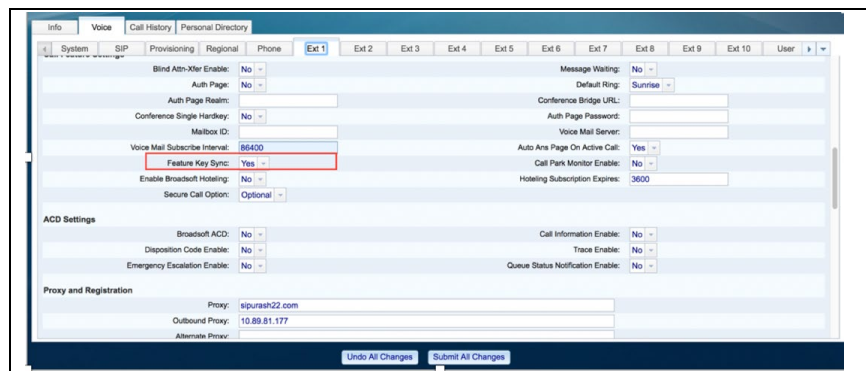 Info Voice Call History Personal Directory
System SIP Provisioning Regional Phone Ext 1 Ext 2 Ext 3 Ext 4 Ext 5 Ext 6 Ext 7 Ext 8 Ext 9 Ext 10 User
Call Feature Settings
Blind Attn-Xfer Enable: No Message Waiting: No
Auth Page: No Default Ring: Sunrise
Auth Page Realm: Conference Bridge URL:
Conference Single Hardkey: No Auth Page Password:
Mailbox ID: Voice Mail Server:
Voice Mail Subscribe Interval: 86400 Auto Ans Page On Active Call: Yes
Feature Key Sync: Yes Call Park Monitor Enable: No
Enable Broadsoft Hoteling: No Hoteling Subscription Expires: 3600
Secure Call Option: Optional
ACD Settings
Broadsoft ACD: No Call Information Enable: No
Disposition Code Enable: No Trace Enable: No
Emergency Escalation Enable: No Queue Status Notification Enable: No
Proxy and Registration
Proxy: sipurash22.com
Outbound Proxy: 10.89.81.177
Alternate Proxy:
Undo All Changes Submit All Changes